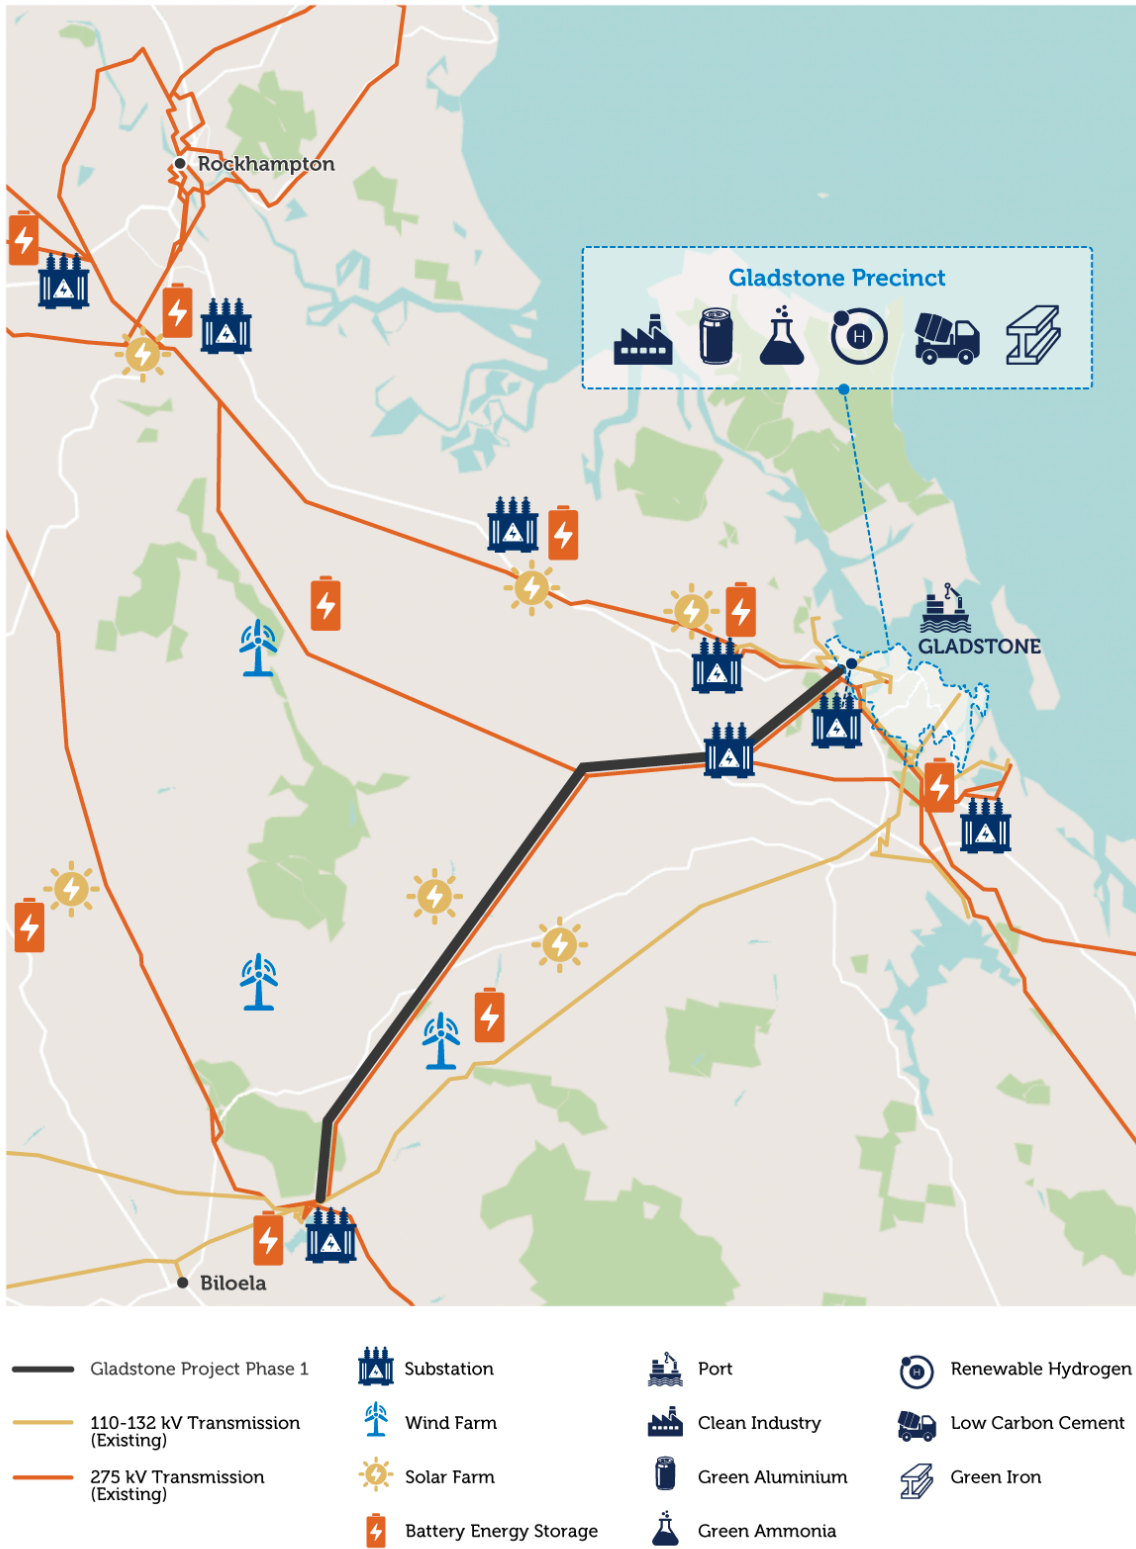 Rockhampton
Gladstone Precinct
H
GLADSTONE
Biloela
Gladstone Project Phase 1
110-132 kV Transmission
(Existing)
275 kV Transmission
(Existing)
Substation
Wind Farm
Solar Farm
Battery Energy Storage
Port
Clean Industry
Green Aluminium
Green Ammonia
H
Renewable Hydrogen
Low Carbon Cement
Green Iron